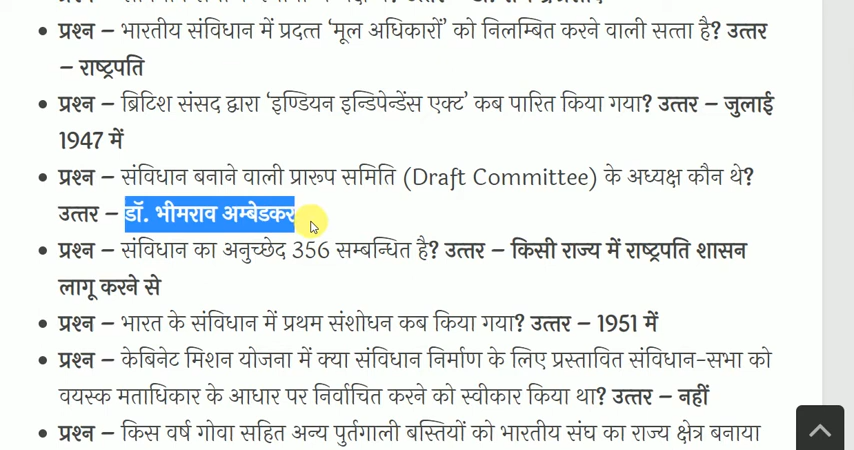 • प्रश्न – भारतीय संविधान में प्रदत्त ‘मूल अधिकारों’ को निलम्बित करने वाली सत्ता है? उत्तर
– राष्ट्रपति
• प्रश्न – ब्रिटिश संसद द्वारा ‘इण्डियन इन्डिपेन्डेंस एक्ट’ कब पारित किया गया? उत्तर – जुलाई
1947 में
• प्रश्न – संविधान बनाने वाली प्रारूप समिति (Draft Committee) के अध्यक्ष कौन थे?
उत्तर – डॉ. भीमराव अम्बेडकर
• प्रश्न – संविधान का अनुच्छेद 356 सम्बन्धित है? उत्तर – किसी राज्य में राष्ट्रपति शासन
लागू करने से
• प्रश्न – भारत के संविधान में प्रथम संशोधन कब किया गया? उत्तर – 1951 में
• प्रश्न – केबिनेट मिशन योजना में क्या संविधान निर्माण के लिए प्रस्तावित संविधान-सभा को
वयस्क मताधिकार के आधार पर निर्वाचित करने को स्वीकार किया था? उत्तर – नहीं
• प्रश्न – किस वर्ष गोवा सहित अन्य पुर्तगाली बस्तियों को भारतीय संघ का राज्य क्षेत्र बनाया